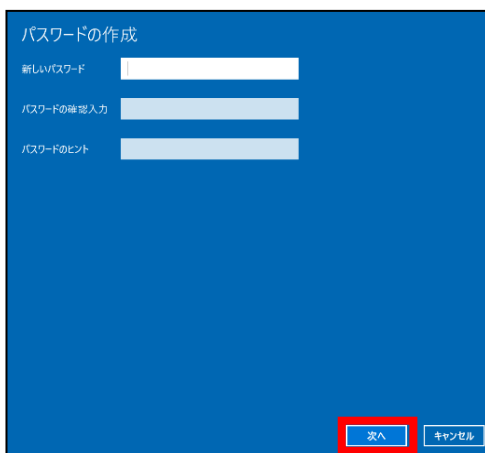 パスワードの作成
新しいパスワード
パスワードの確認入力
パスワードのヒント
次へ キャンセル